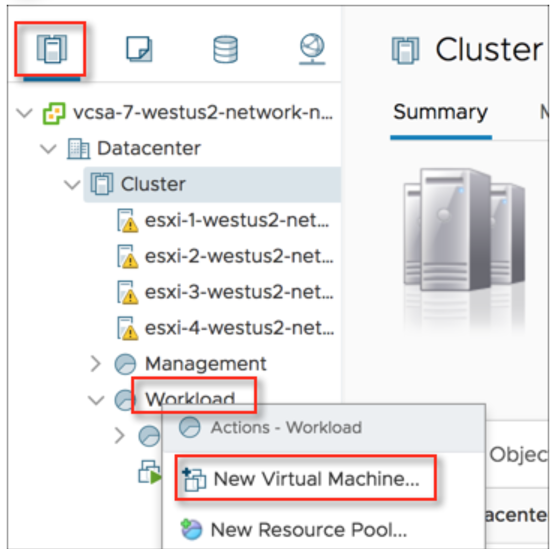 Cluster
vcsa-7-westus2-network-n...
Summary
Datacenter
Cluster
esxi-1-westus2-net...
esxi-2-westus2-net...
esxi-3-westus2-net...
esxi-4-westus2-net...
Management
Workload
Actions - Workload
Objec
New Virtual Machine...
acente
New Resource Pool...